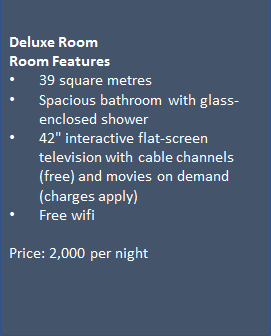 Deluxe Room
Room Features
• 39 square metres
• Spacious bathroom with glass-
enclosed shower
• 42" interactive flat-screen
television with cable channels
(free) and movies on demand
(charges apply)
• Free wifi
Price: 2,000 per night